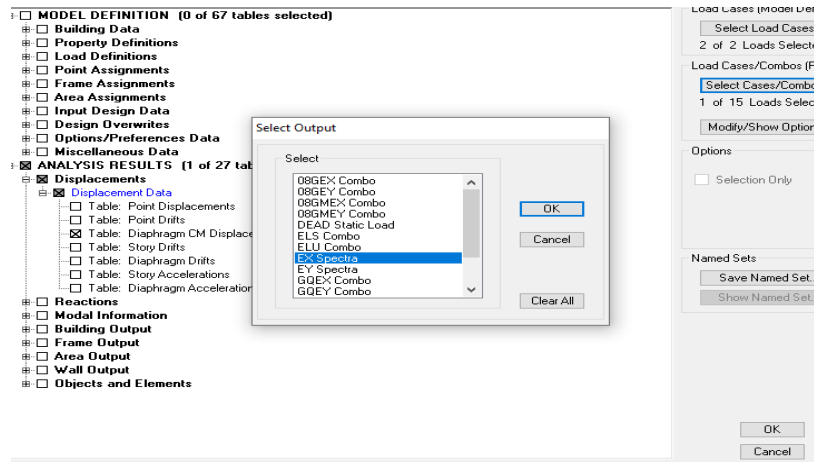 MODEL DEFINITION (0 of 67 tables selected)
Building Data
Property Definitions
Load Definitions
Point Assignments
Frame Assignments
Area Assignments
Input Design Data
Design Overwrites
Options/Preferences Data
Miscellaneous Data
ANALYSIS RESULTS (1 of 27 tab
Displacements
Displacement Data
Table: Point Displacements
Table: Point Drifts
Table: Diaphragm CM Displace
Table: Story Drifts
Table: Diaphragm Drifts
Table: Story Accelerations
Table: Diaphragm Acceleration
Reactions
Modal Information
Building Output
Frame Output
Area Output
Wall Output
Objects and Elements
Select Output
Select
08GEX Combo
08GEY Combo
08GMEX Combo
08GMEY Combo
DEAD Static Load
ELS Combo
ELU Combo
EX Spectra
EY Spectra
GQEX Combo
GQEY Combo
OK
Cancel
Clear All
Load Cases (Model Def
Select Load Cases
2 of 2 Loads Selecte
Load Cases/Combos (F
Select Cases/Combo
1 of 15 Loads Selec
Modify/Show Option
Options
Selection Only
Named Sets
Save Named Set..
Show Named Set..
OK
Cancel